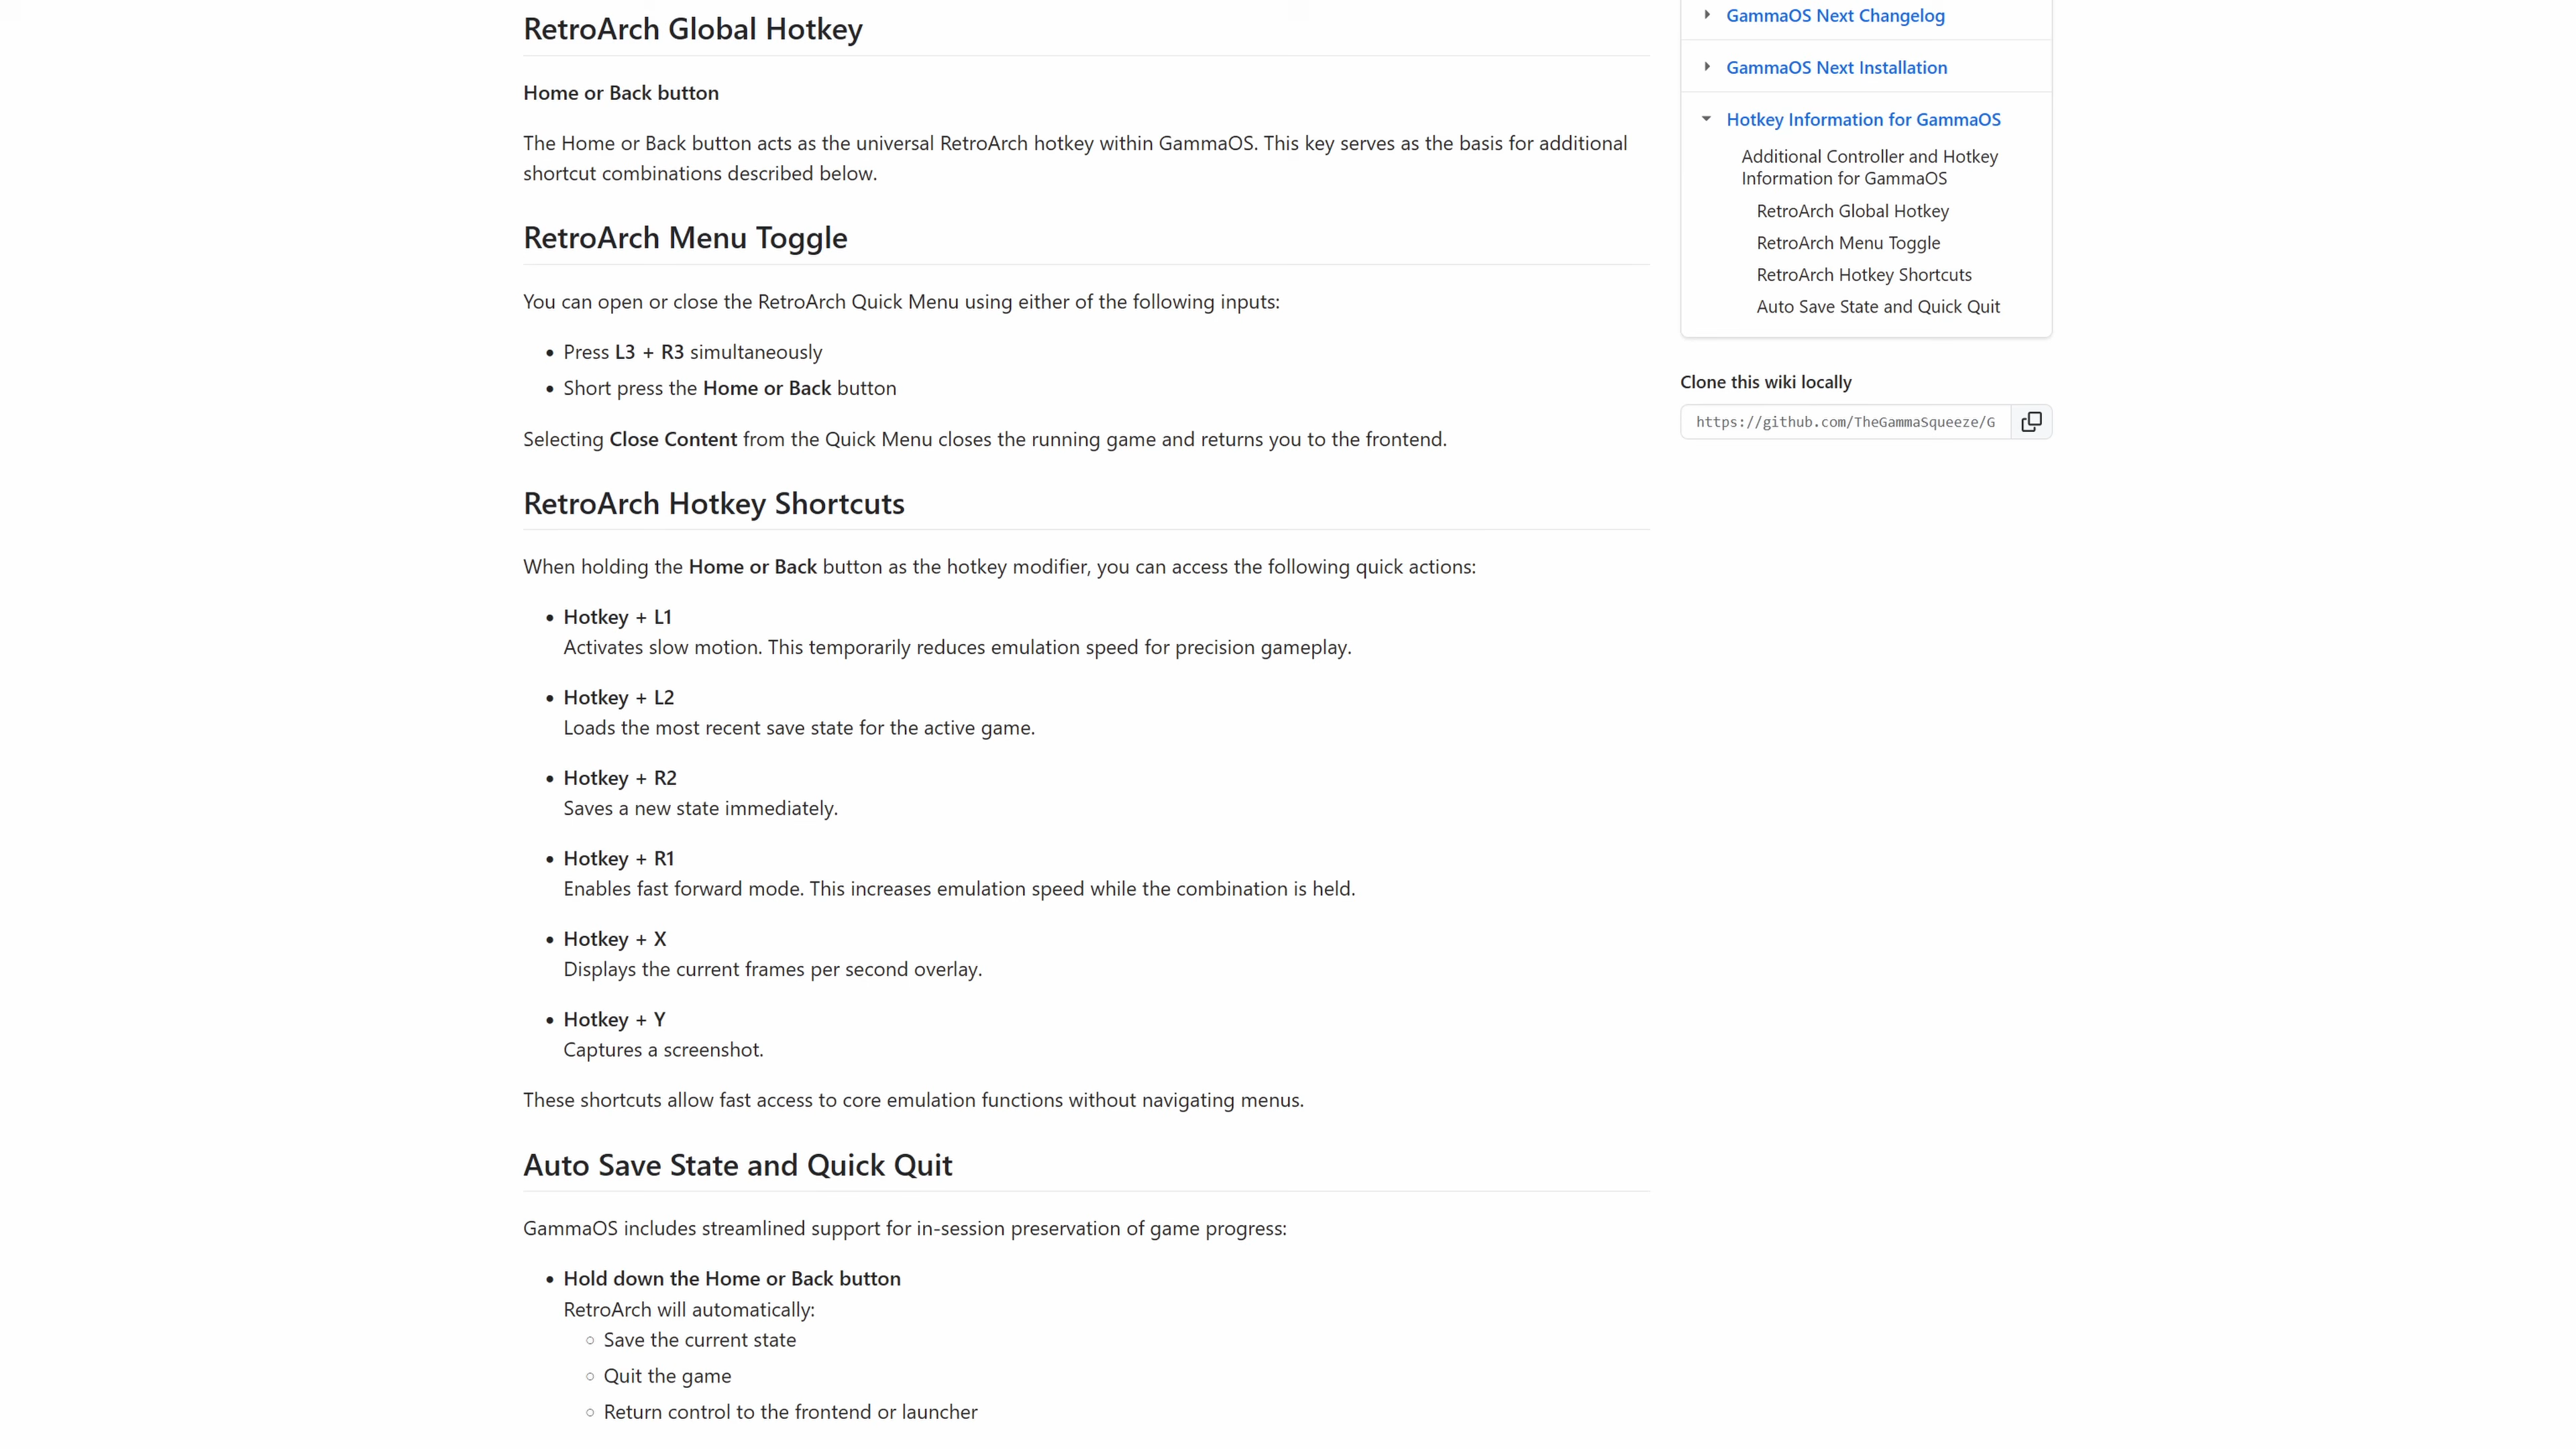 RetroArch Global Hotkey
Home or Back button
The Home or Back button acts as the universal RetroArch hotkey within GammaOS. This key serves as the basis for additional
shortcut combinations described below.
RetroArch Menu Toggle
You can open or close the RetroArch Quick Menu using either of the following inputs:
Press L3 + R3 simultaneously
Short press the Home or Back button
Selecting Close Content from the Quick Menu closes the running game and returns you to the frontend.
RetroArch Hotkey Shortcuts
When holding the Home or Back button as the hotkey modifier, you can access the following quick actions:
Hotkey + L1
Activates slow motion. This temporarily reduces emulation speed for precision gameplay.
Hotkey + L2
Loads the most recent save state for the active game.
Hotkey + R2
Saves a new state immediately.
Hotkey + R1
Enables fast forward mode. This increases emulation speed while the combination is held.
Hotkey + X
Displays the current frames per second overlay.
Hotkey + Y
Captures a screenshot.
These shortcuts allow fast access to core emulation functions without navigating menus.
Auto Save State and Quick Quit
GammaOS includes streamlined support for in-session preservation of game progress:
Hold down the Home or Back button
RetroArch will automatically:
Save the current state
Quit the game
Return control to the frontend or launcher
GammaOS Next Changelog
GammaOS Next Installation
Hotkey Information for GammaOS
Additional Controller and Hotkey
Information for GammaOS
RetroArch Global Hotkey
RetroArch Menu Toggle
RetroArch Hotkey Shortcuts
Auto Save State and Quick Quit
Clone this wiki locally
https://github.com/TheGammaSqueeze/G